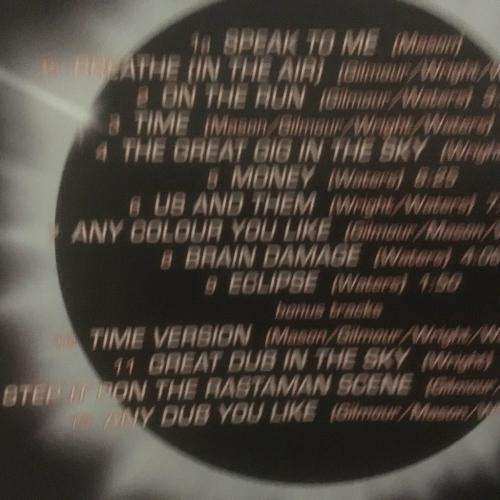 1a SPEAK TO ME (Mason)
BREATHE (IN THE AIR) (Gilmour/Wright/
2 ON THE RUN (Gilmour/Waters)
3 TIME (Mason/Gilmour/Wright/Waters)
4 THE GREAT GIG IN THE SKY (Wrigh
5 MONEY (Waters)
6 US AND THEM (Wright/Waters)
ANY COLOUR YOU LIKE (Gilmour/Mason/
8 BRAIN DAMAGE (Waters)
9 ECLIPSE (Waters)
bonus tracks
10 TIME VERSION (Mason/Gilmour/Wright/W
11 GREAT DUB IN THE SKY (Wright)
STEP IT PON THE RASTAMAN SCENE (Gilmour/
ANY DUB YOU LIKE (Gilmour/Mason/